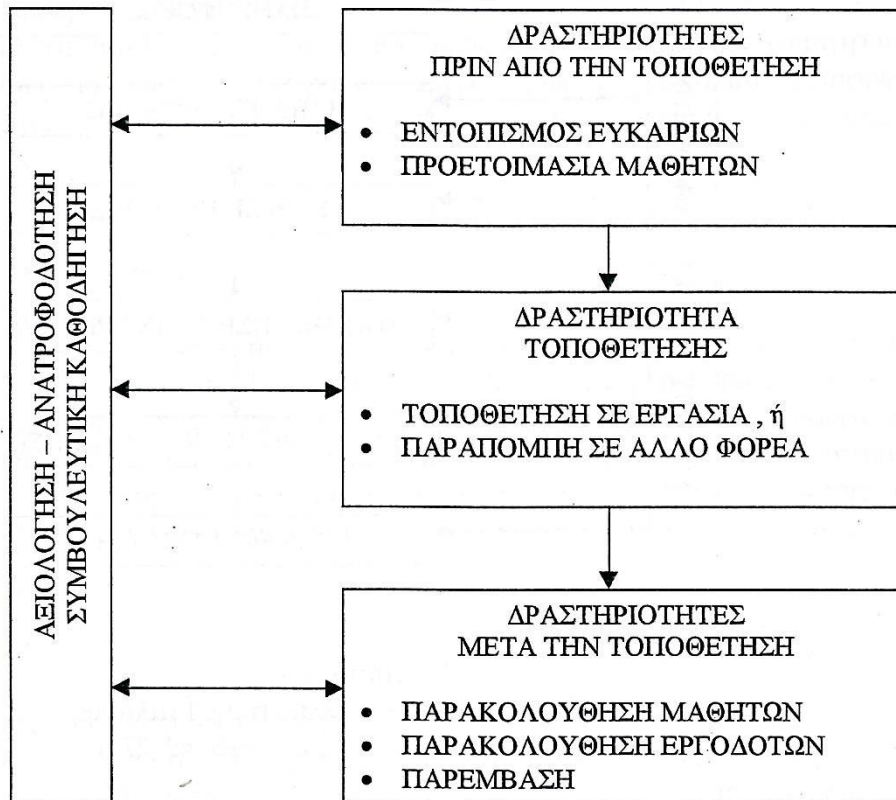 ΑΞΙΟΛΟΓΗΣΗ – ΑΝΑΤΡΟΦΟΔΟΤΗΣΗ
ΣΥΜΒΟΥΛΕΥΤΙΚΗ ΚΑΘΟΔΗΓΗΣΗ
ΔΡΑΣΤΗΡΙΟΤΗΤΕΣ
ΠΡΙΝ ΑΠΟ ΤΗΝ ΤΟΠΟΘΕΤΗΣΗ
• ΕΝΤΟΠΙΣΜΟΣ ΕΥΚΑΙΡΙΩΝ
• ΠΡΟΕΤΟΙΜΑΣΙΑ ΜΑΘΗΤΩΝ
ΔΡΑΣΤΗΡΙΟΤΗΤΑ
ΤΟΠΟΘΕΤΗΣΗΣ
• ΤΟΠΟΘΕΤΗΣΗ ΣΕ ΕΡΓΑΣΙΑ , ή
• ΠΑΡΑΠΟΜΠΗ ΣΕ ΑΛΛΟ ΦΟΡΕΑ
ΔΡΑΣΤΗΡΙΟΤΗΤΕΣ
ΜΕΤΑ ΤΗΝ ΤΟΠΟΘΕΤΗΣΗ
• ΠΑΡΑΚΟΛΟΥΘΗΣΗ ΜΑΘΗΤΩΝ
• ΠΑΡΑΚΟΛΟΥΘΗΣΗ ΕΡΓΟΔΟΤΩΝ
• ΠΑΡΕΜΒΑΣΗ